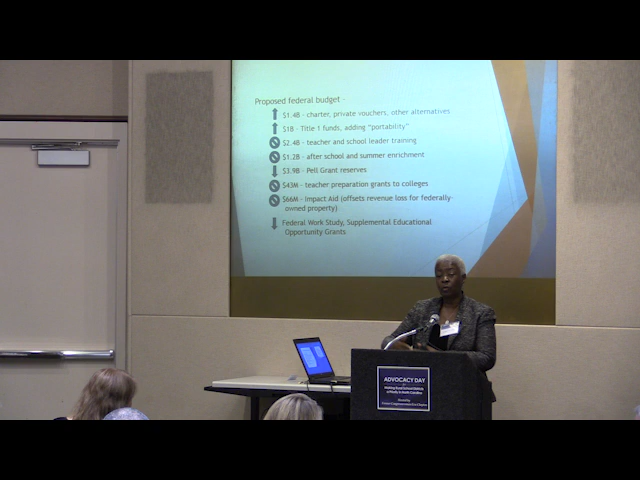 Proposed federal budget –
$1.4B – charter, private vouchers, other alternatives
$1B – Title 1 funds, adding "portability"
$2.4B – teacher and school leader training
$1.2B – after school and summer enrichment
$3.9B – Pell Grant reserves
$43M – teacher preparation grants to colleges
$66M – Impact Aid (offsets revenue loss for federally-
owned property)
Federal Work Study, Supplemental Educational
Opportunity Grants
ADVOCACY DAY